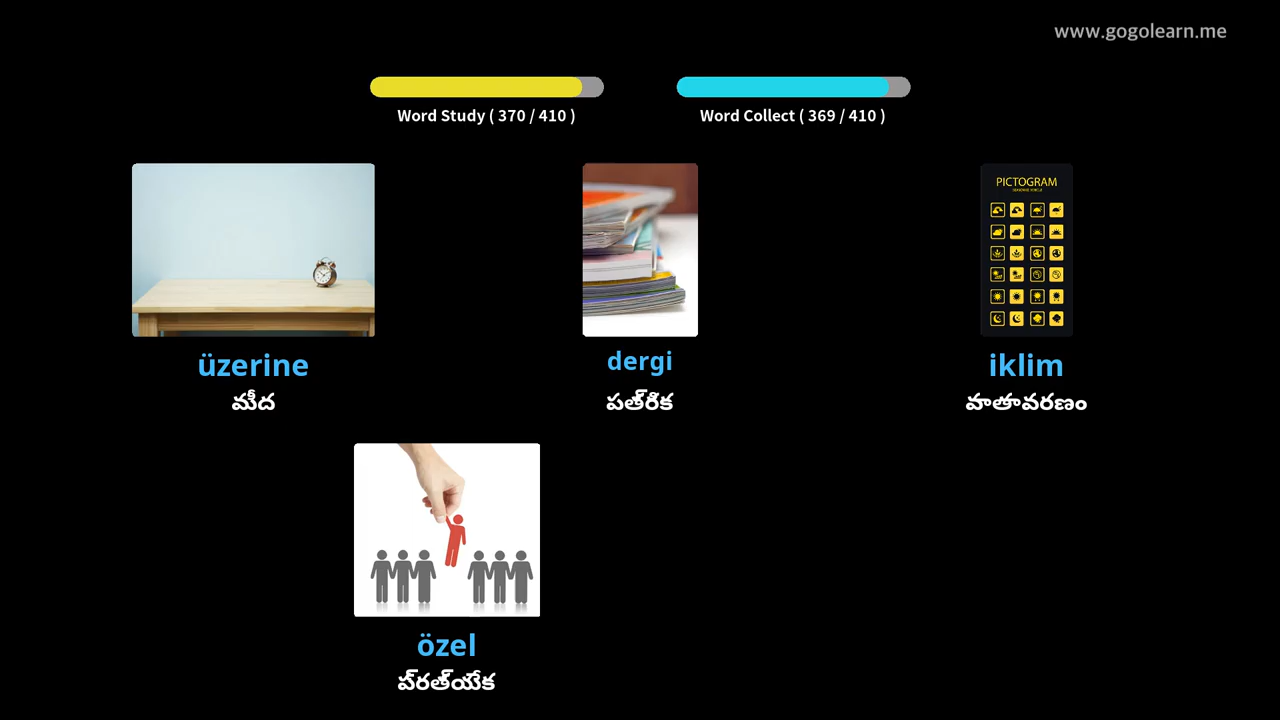 www.gogolearn.me
Word Study ( 370 / 410 )
Word Collect ( 369 / 410 )
PICTOGRAM
üzerine
మీద
dergi
పత్రిక
iklim
వాతావరణం
özel
ప్రత్యేక